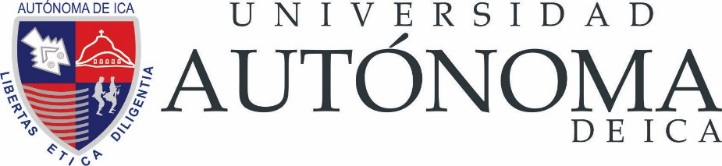 AUTÓNOMA DE ICA
LIBERTAS ETICA DILIGENTIA
UNIVERSIDAD
AUTÓNOMA
DE ICA